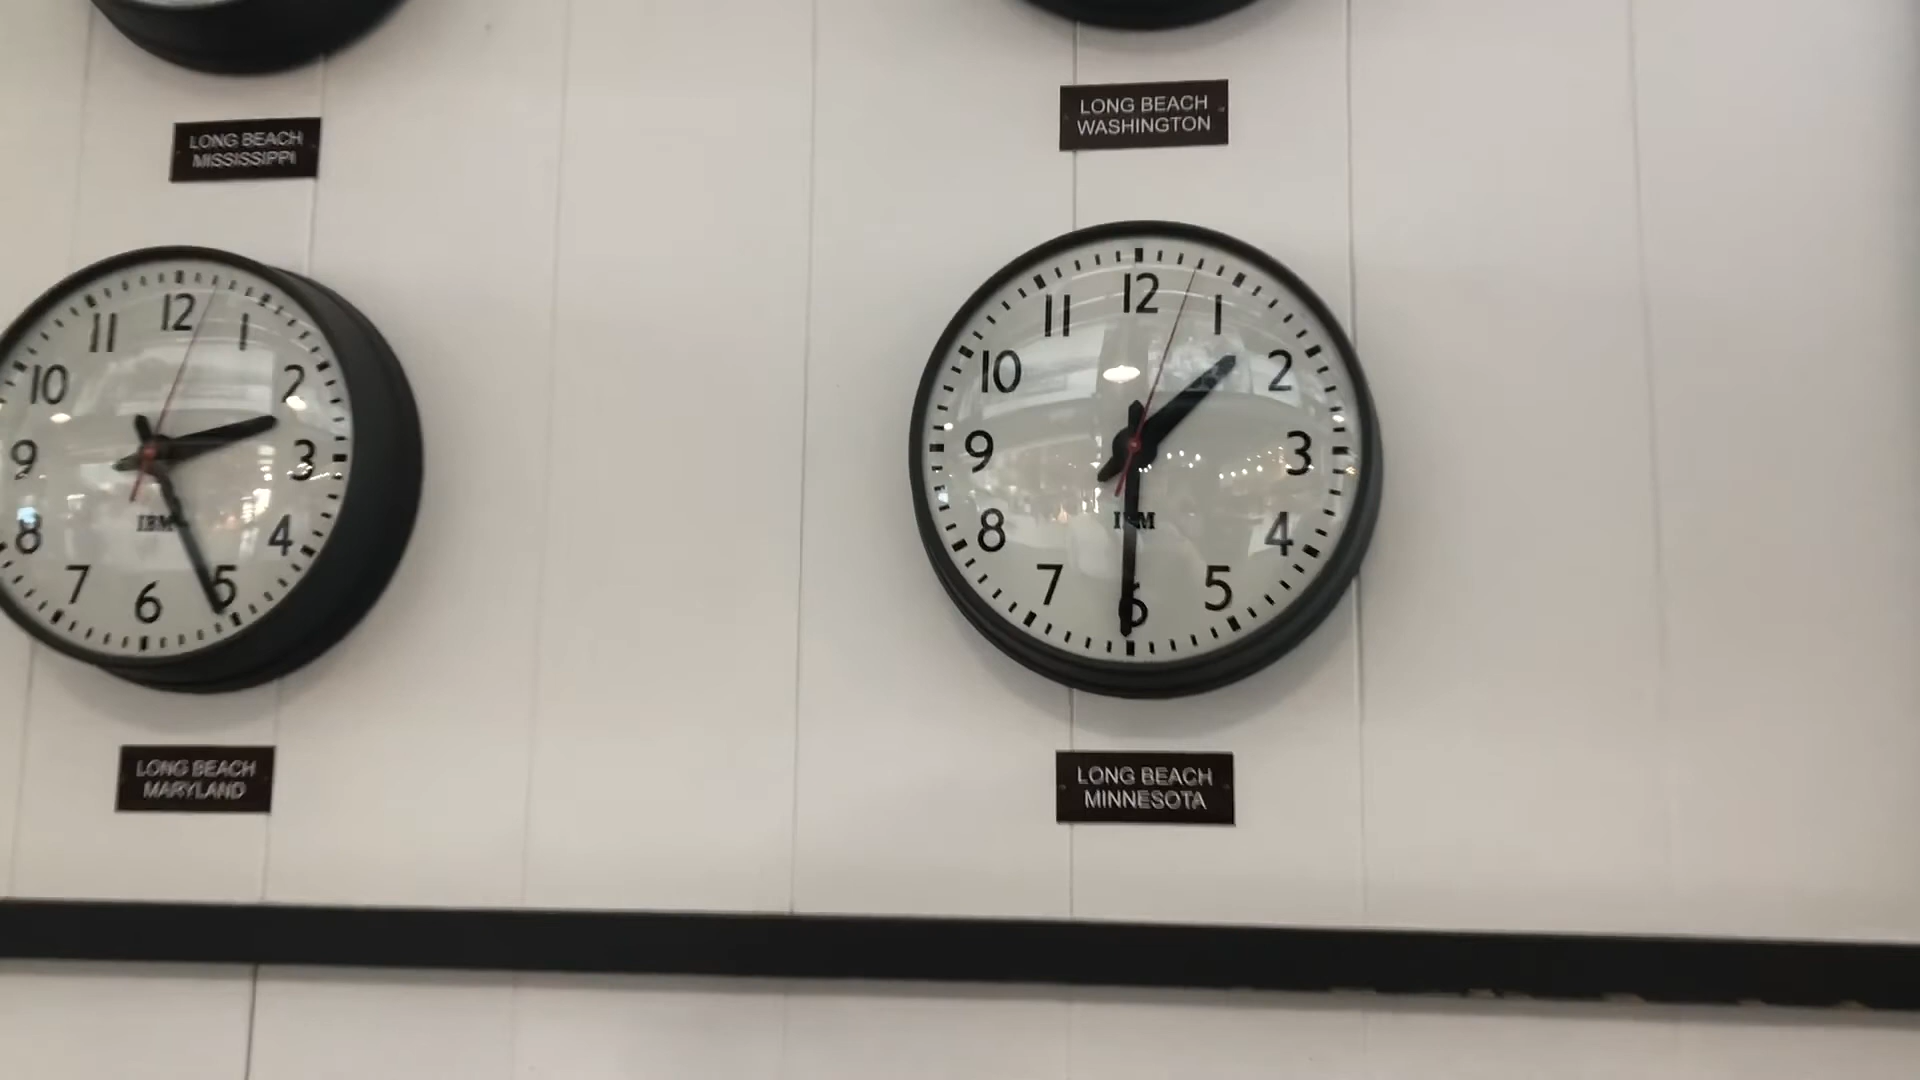 LONG BEACH
MISSISSIPPI
LONG BEACH
WASHINGTON
12
1
2
3
4
5
6
7
8
9
10
11
IBM
12
1
2
3
4
5
6
7
8
9
10
11
IBM
LONG BEACH
MARYLAND
LONG BEACH
MINNESOTA